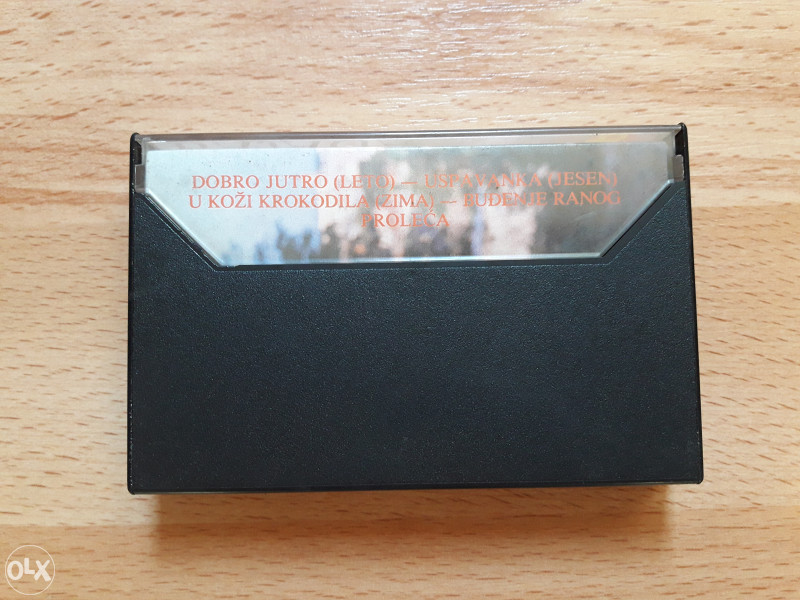 DOBRO JUTRO (LETO) — USPAVANKA (JESEN)
U KOŽI KROKODILA (ZIMA) — BUĐENJE RANOG
PROLEĆA
OLX